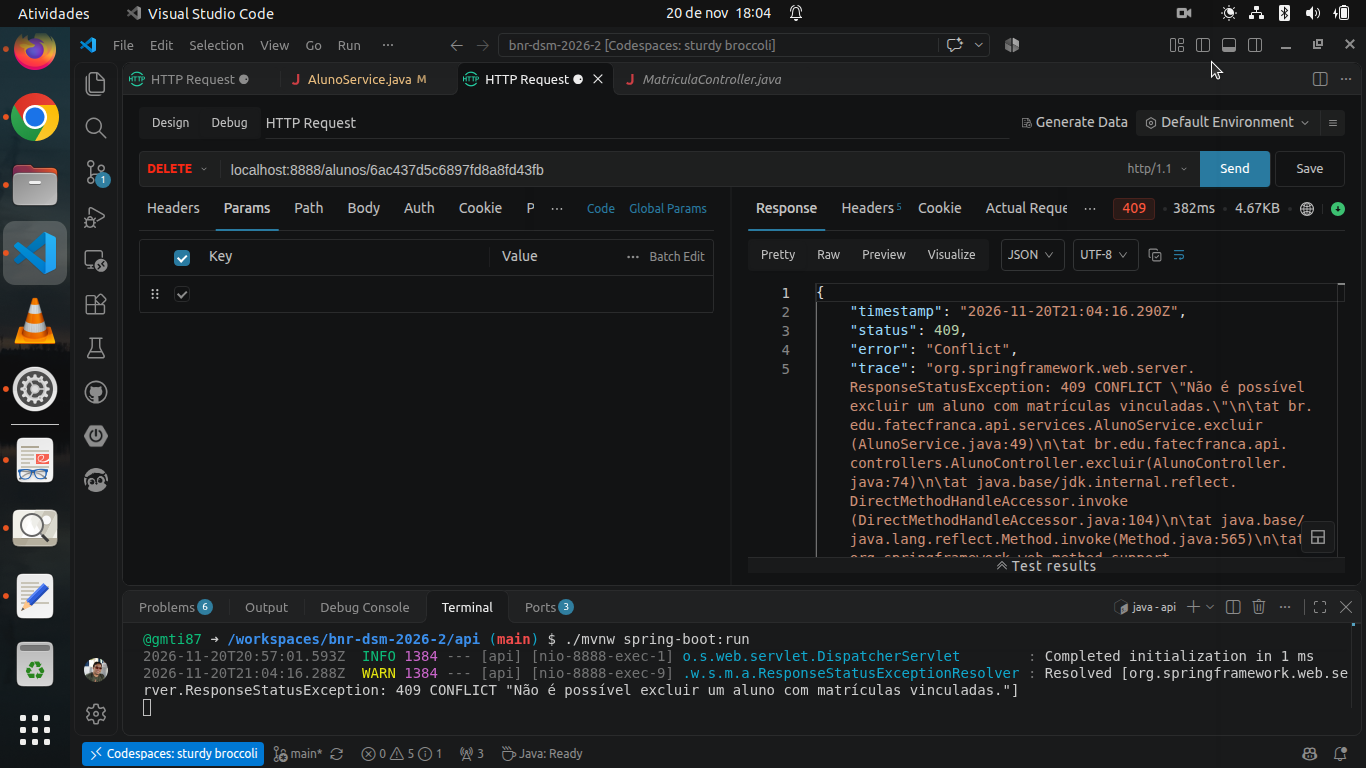 Atividades
Visual Studio Code
20 de nov 18:04
File Edit Selection View Go Run ···
bnr-dsm-2026-2 [Codespaces: sturdy broccoli]
HTTP Request
AlunoService.java M
HTTP Request
MatriculaController.java
Design Debug HTTP Request
Generate Data Default Environment
DELETE localhost:8888/alunos/6ac437d5c6897fd8a8fd43fb http/1.1 Send Save
Headers Params Path Body Auth Cookie P ··· Code Global Params
Key Value ··· Batch Edit
Response Headers 5 Cookie Actual Reque ··· 409 382ms 4.67KB
Pretty Raw Preview Visualize JSON UTF-8
1 {
2 "timestamp": "2026-11-20T21:04:16.290Z",
3 "status": 409,
4 "error": "Conflict",
5 "trace": "org.springframework.web.server.
ResponseStatusException: 409 CONFLICT \"Não é possível
excluir um aluno com matrículas vinculadas.\"\n\tat br.
edu.fatecfranca.api.services.AlunoService.excluir
(AlunoService.java:49)\n\tat br.edu.fatecfranca.api.
controllers.AlunoController.excluir(AlunoController.
java:74)\n\tat java.base/jdk.internal.reflect.
DirectMethodHandleAccessor.invoke
(DirectMethodHandleAccessor.java:104)\n\tat java.base/
java.lang.reflect.Method.invoke(Method.java:565)\n\tat
org.springframework.web.method.support
Test results
Problems 6 Output Debug Console Terminal Ports 3
java - api
@gmti87 ➜ /workspaces/bnr-dsm-2026-2/api (main) $ ./mvnw spring-boot:run
2026-11-20T20:57:01.593Z INFO 1384 --- [api] [nio-8888-exec-1] o.s.web.servlet.DispatcherServlet : Completed initialization in 1 ms
2026-11-20T21:04:16.288Z WARN 1384 --- [api] [nio-8888-exec-9] .w.s.m.a.ResponseStatusExceptionResolver : Resolved [org.springframework.web.se
rver.ResponseStatusException: 409 CONFLICT "Não é possível excluir um aluno com matrículas vinculadas."]
1
Codespaces: sturdy broccoli main* 0 5 1 3 Java: Ready